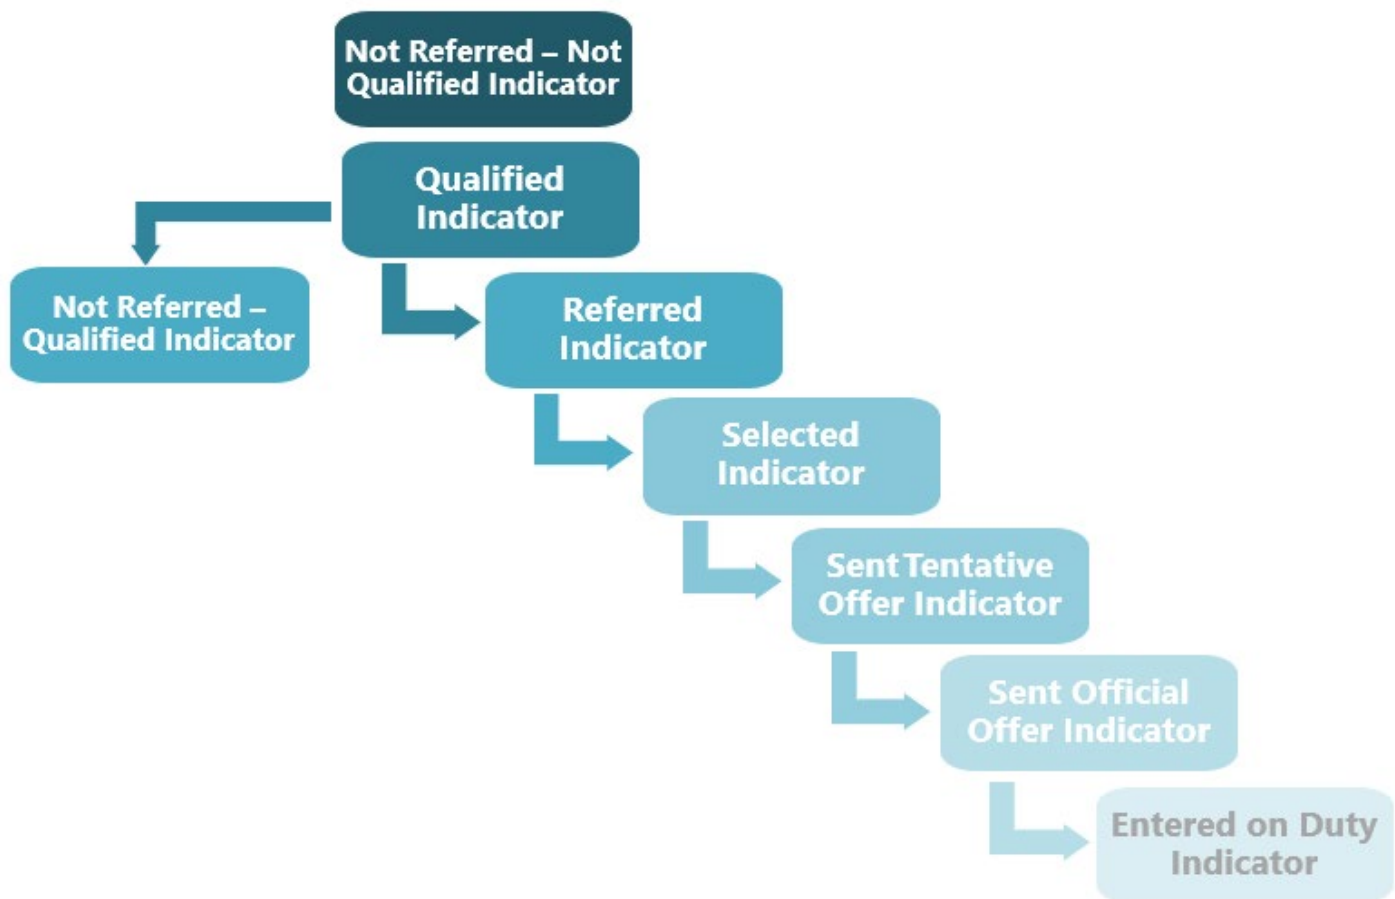 Not Referred – Not
Qualified Indicator
Qualified
Indicator
Not Referred –
Qualified Indicator
Referred
Indicator
Selected
Indicator
Sent Tentative
Offer Indicator
Sent Official
Offer Indicator
Entered on Duty
Indicator